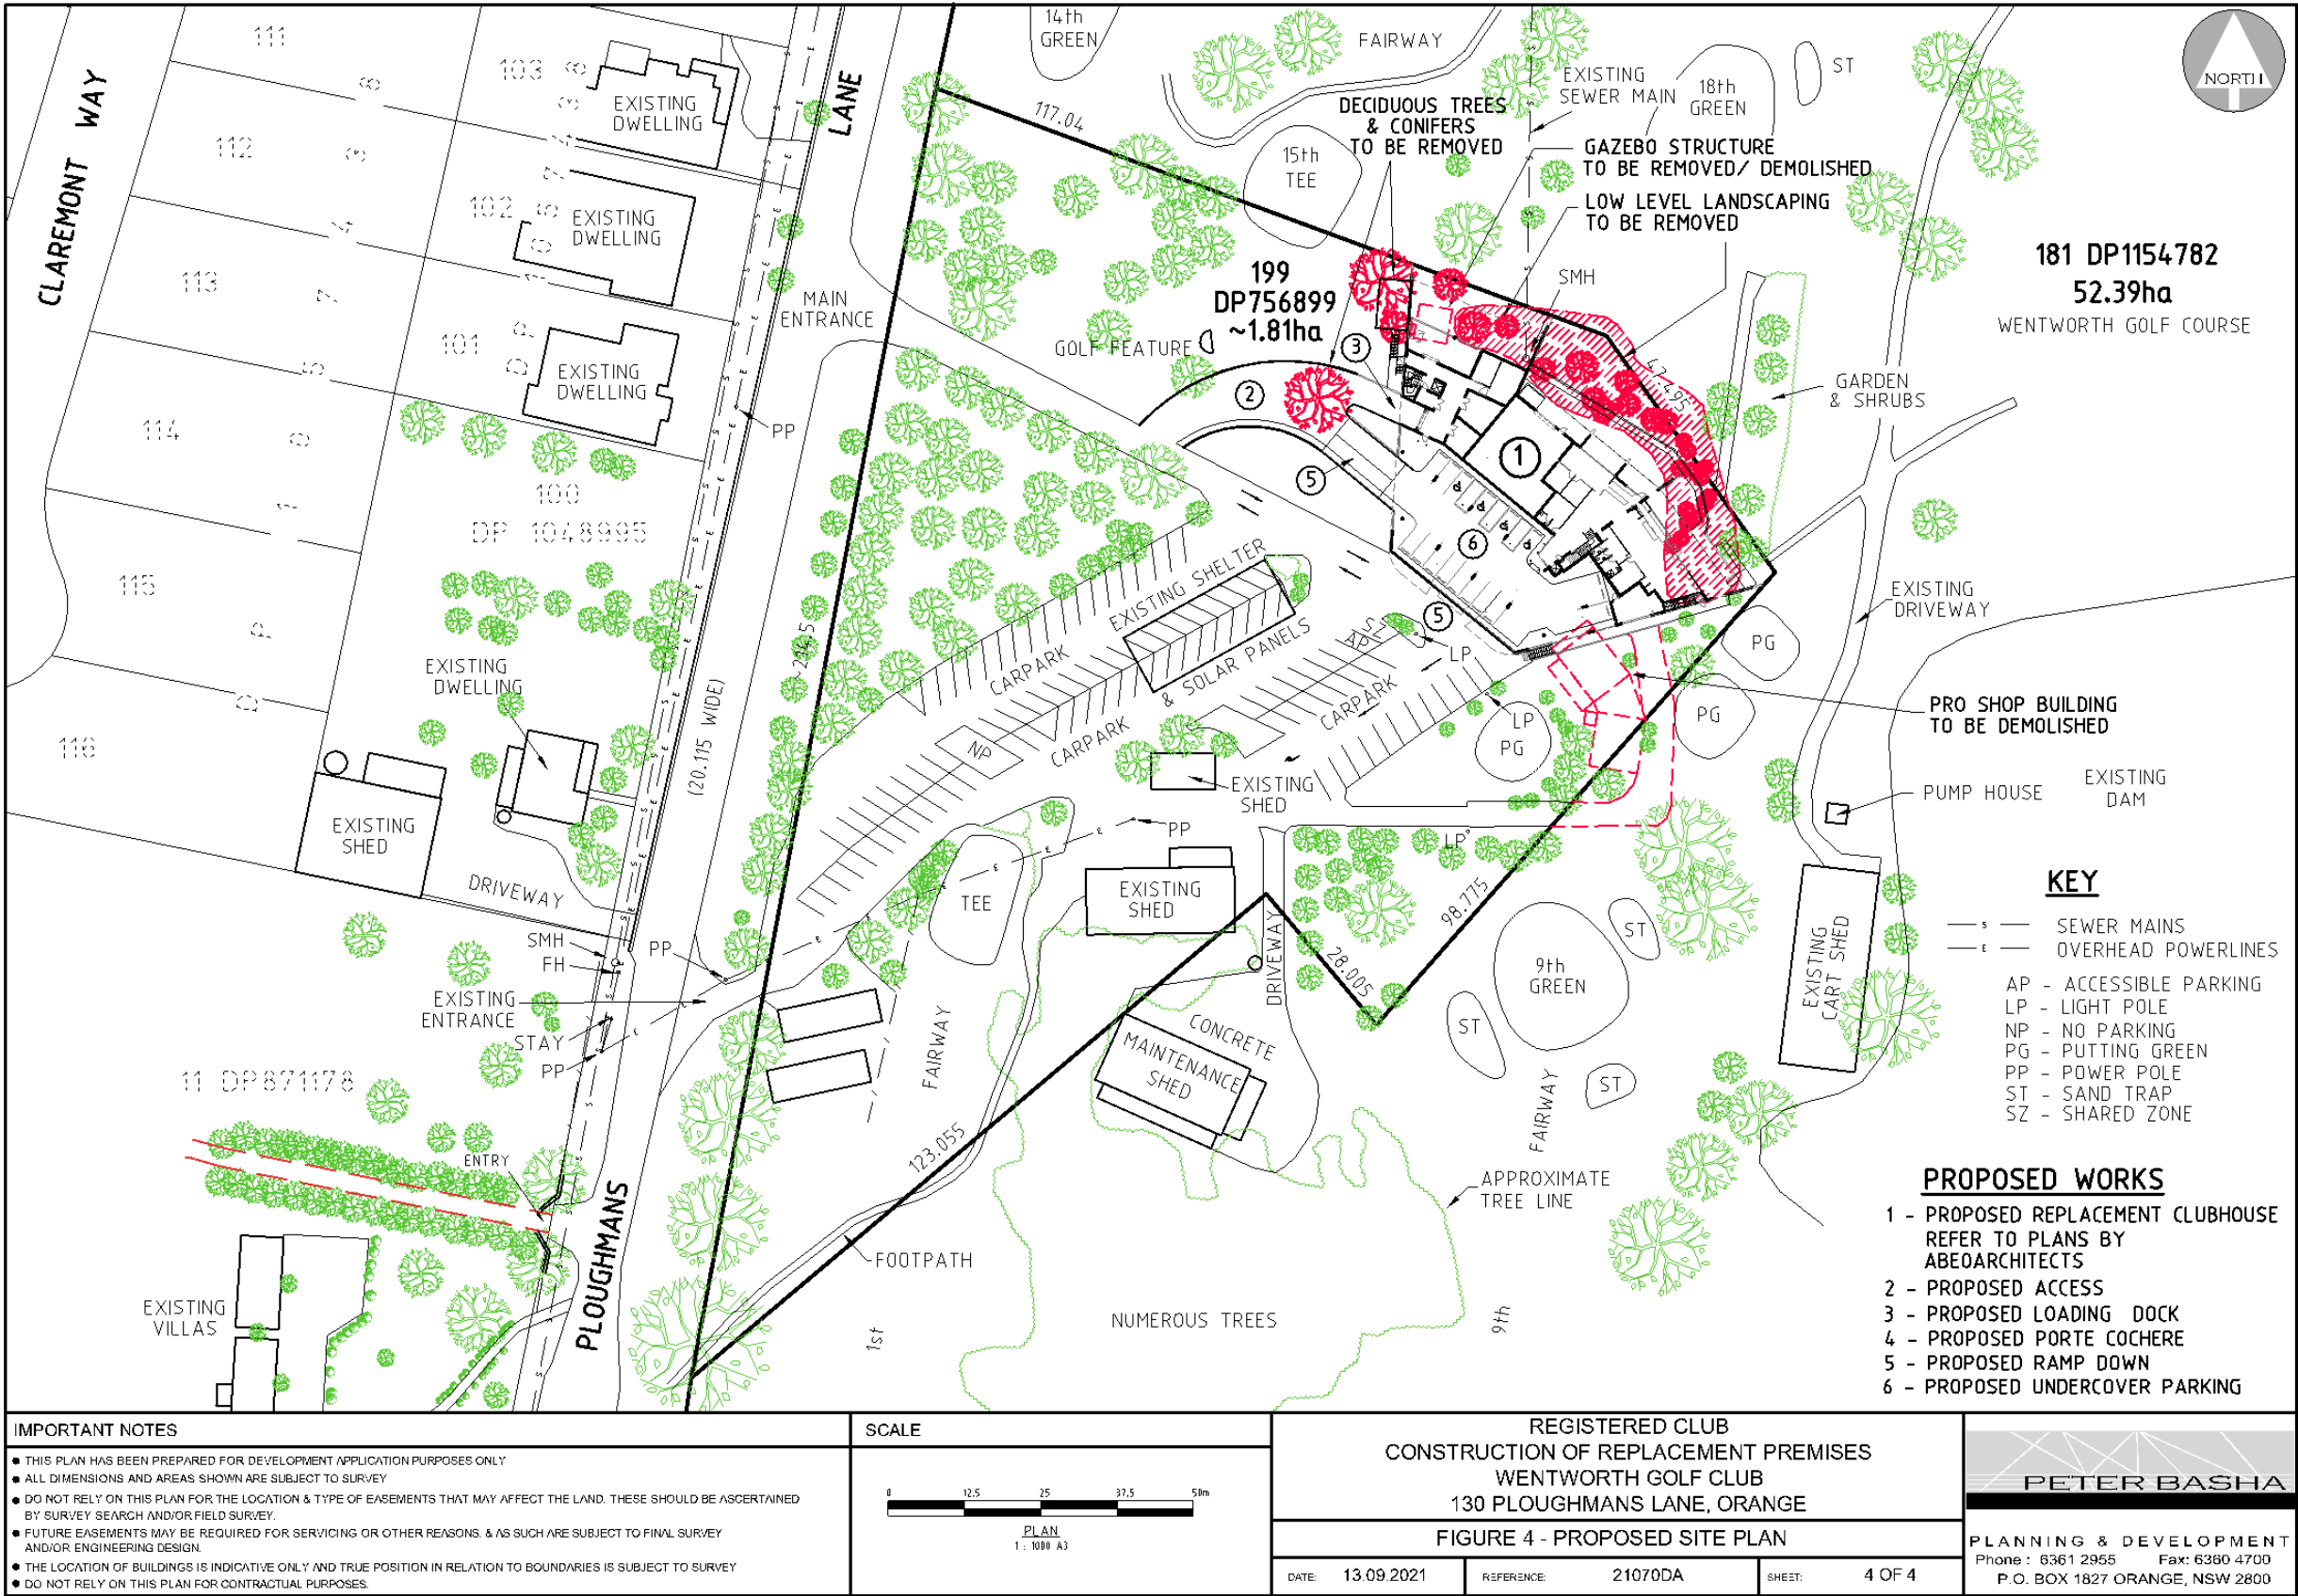 14th
GREEN
FAIRWAY
EXISTING
SEWER MAIN
18th
GREEN
ST
NORTH
111
103
EXISTING
DWELLING
LANE
CLAREMONT WAY
117.04
DECIDUOUS TREES
& CONIFERS
TO BE REMOVED
15th
TEE
GAZEBO STRUCTURE
TO BE REMOVED/ DEMOLISHED
LOW LEVEL LANDSCAPING
TO BE REMOVED
112
102
EXISTING
DWELLING
113
MAIN
ENTRANCE
199
DP756899
~1.81ha
SMH
181 DP1154782
52.39ha
WENTWORTH GOLF COURSE
101
EXISTING
DWELLING
GOLF FEATURE
3
2
47.495
GARDEN
& SHRUBS
114
PP
1
5
100
DP 1048995
6
115
EXISTING SHELTER
& SOLAR PANELS
5
EXISTING
DRIVEWAY
AP
SZ
LP
PG
EXISTING
DWELLING
(20.115 WIDE)
CARPARK
CARPARK
CARPARK
NP
LP
PG
PG
PRO SHOP BUILDING
TO BE DEMOLISHED
116
EXISTING
SHED
EXISTING
SHED
PP
LP
PUMP HOUSE
EXISTING
DAM
DRIVEWAY
TEE
EXISTING
SHED
98.775
KEY
SMH
FH
PP
DRIVEWAY
28.005
9th
GREEN
ST
EXISTING
CART SHED
S SEWER MAINS
E OVERHEAD POWERLINES
AP - ACCESSIBLE PARKING
LP - LIGHT POLE
NP - NO PARKING
PG - PUTTING GREEN
PP - POWER POLE
ST - SAND TRAP
SZ - SHARED ZONE
EXISTING
ENTRANCE
STAY
PP
FAIRWAY
CONCRETE
MAINTENANCE
SHED
ST
ST
FAIRWAY
11 DP871178
ENTRY
123.055
APPROXIMATE
TREE LINE
PLOUGHMANS
FOOTPATH
EXISTING
VILLAS
NUMEROUS TREES
1st
9th
PROPOSED WORKS
1 - PROPOSED REPLACEMENT CLUBHOUSE
REFER TO PLANS BY
ABEOARCHITECTS
2 - PROPOSED ACCESS
3 - PROPOSED LOADING DOCK
4 - PROPOSED PORTE COCHERE
5 - PROPOSED RAMP DOWN
6 - PROPOSED UNDERCOVER PARKING
IMPORTANT NOTES
● THIS PLAN HAS BEEN PREPARED FOR DEVELOPMENT APPLICATION PURPOSES ONLY
● ALL DIMENSIONS AND AREAS SHOWN ARE SUBJECT TO SURVEY
● DO NOT RELY ON THIS PLAN FOR THE LOCATION & TYPE OF EASEMENTS THAT MAY AFFECT THE LAND. THESE SHOULD BE ASCERTAINED
BY SURVEY SEARCH AND/OR FIELD SURVEY.
● FUTURE EASEMENTS MAY BE REQUIRED FOR SERVICING OR OTHER REASONS. & AS SUCH ARE SUBJECT TO FINAL SURVEY
AND/OR ENGINEERING DESIGN.
● THE LOCATION OF BUILDINGS IS INDICATIVE ONLY AND TRUE POSITION IN RELATION TO BOUNDARIES IS SUBJECT TO SURVEY
● DO NOT RELY ON THIS PLAN FOR CONTRACTUAL PURPOSES.
SCALE
0 12.5 25 37.5 50m
PLAN
1 : 1000 A3
REGISTERED CLUB
CONSTRUCTION OF REPLACEMENT PREMISES
WENTWORTH GOLF CLUB
130 PLOUGHMANS LANE, ORANGE
FIGURE 4 - PROPOSED SITE PLAN
DATE: 13.09.2021
REFERENCE: 21070DA
SHEET: 4 OF 4
PETER BASHA
PLANNING & DEVELOPMENT
Phone : 6361 2955 Fax: 6360 4700
P.O. BOX 1827 ORANGE, NSW 2800